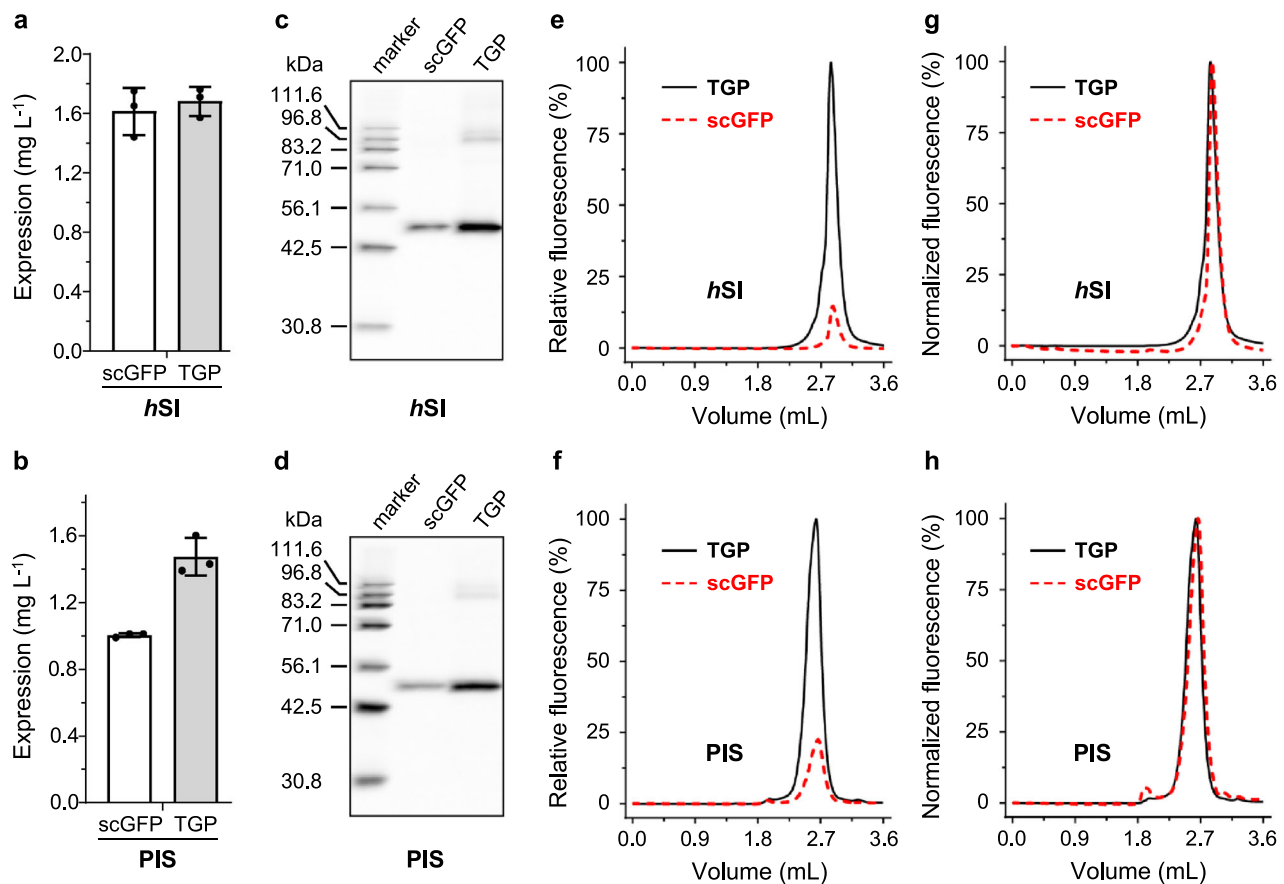 a
Expression (mg L⁻¹)
2.0
1.6
1.2
0.8
0.4
0.0
scGFP TGP
hSI
c
kDa
marker
scGFP
TGP
111.6
96.8
83.2
71.0
56.1
42.5
30.8
hSI
e
Relative fluorescence (%)
100
75
50
25
0
TGP
scGFP
hSI
0.0 0.9 1.8 2.7 3.6
Volume (mL)
g
Normalized fluorescence (%)
100
75
50
25
0
TGP
scGFP
hSI
0.0 0.9 1.8 2.7 3.6
Volume (mL)
b
Expression (mg L⁻¹)
1.6
1.2
0.8
0.4
0.0
scGFP TGP
PIS
d
kDa
marker
scGFP
TGP
111.6
96.8
83.2
71.0
56.1
42.5
30.8
PIS
f
Relative fluorescence (%)
100
75
50
25
0
TGP
scGFP
PIS
0.0 0.9 1.8 2.7 3.6
Volume (mL)
h
Normalized fluorescence (%)
100
75
50
25
0
TGP
scGFP
PIS
0.0 0.9 1.8 2.7 3.6
Volume (mL)